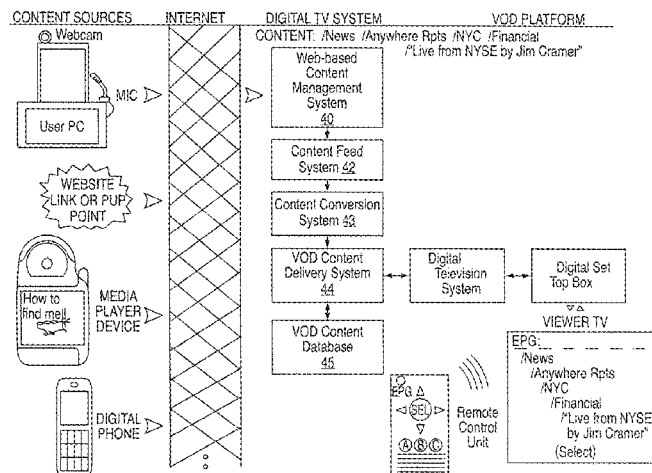 CONTENT SOURCES
INTERNET
DIGITAL TV SYSTEM
VOD PLATFORM
Webcam
MIC
User PC
CONTENT: /News /Anywhere Rpts /NYC /Financial
/"Live from NYSE by Jim Cramer"
Web-based
Content
Management
System
40
Content Feed
System 42
Content Conversion
System 43
WEBSITE
LINK OR PUP
POINT
VOD Content
Delivery System
44
Digital
Television
System
Digital Set
Top Box
How to
find me!!
MEDIA
PLAYER
DEVICE
VOD Content
Database
45
VIEWER TV
EPG:
/News
/Anywhere Rpts
/NYC
/Financial
/"Live from NYSE
by Jim Cramer"
(Select)
EPG
SEL
A B C
Remote
Control
Unit
DIGITAL
PHONE